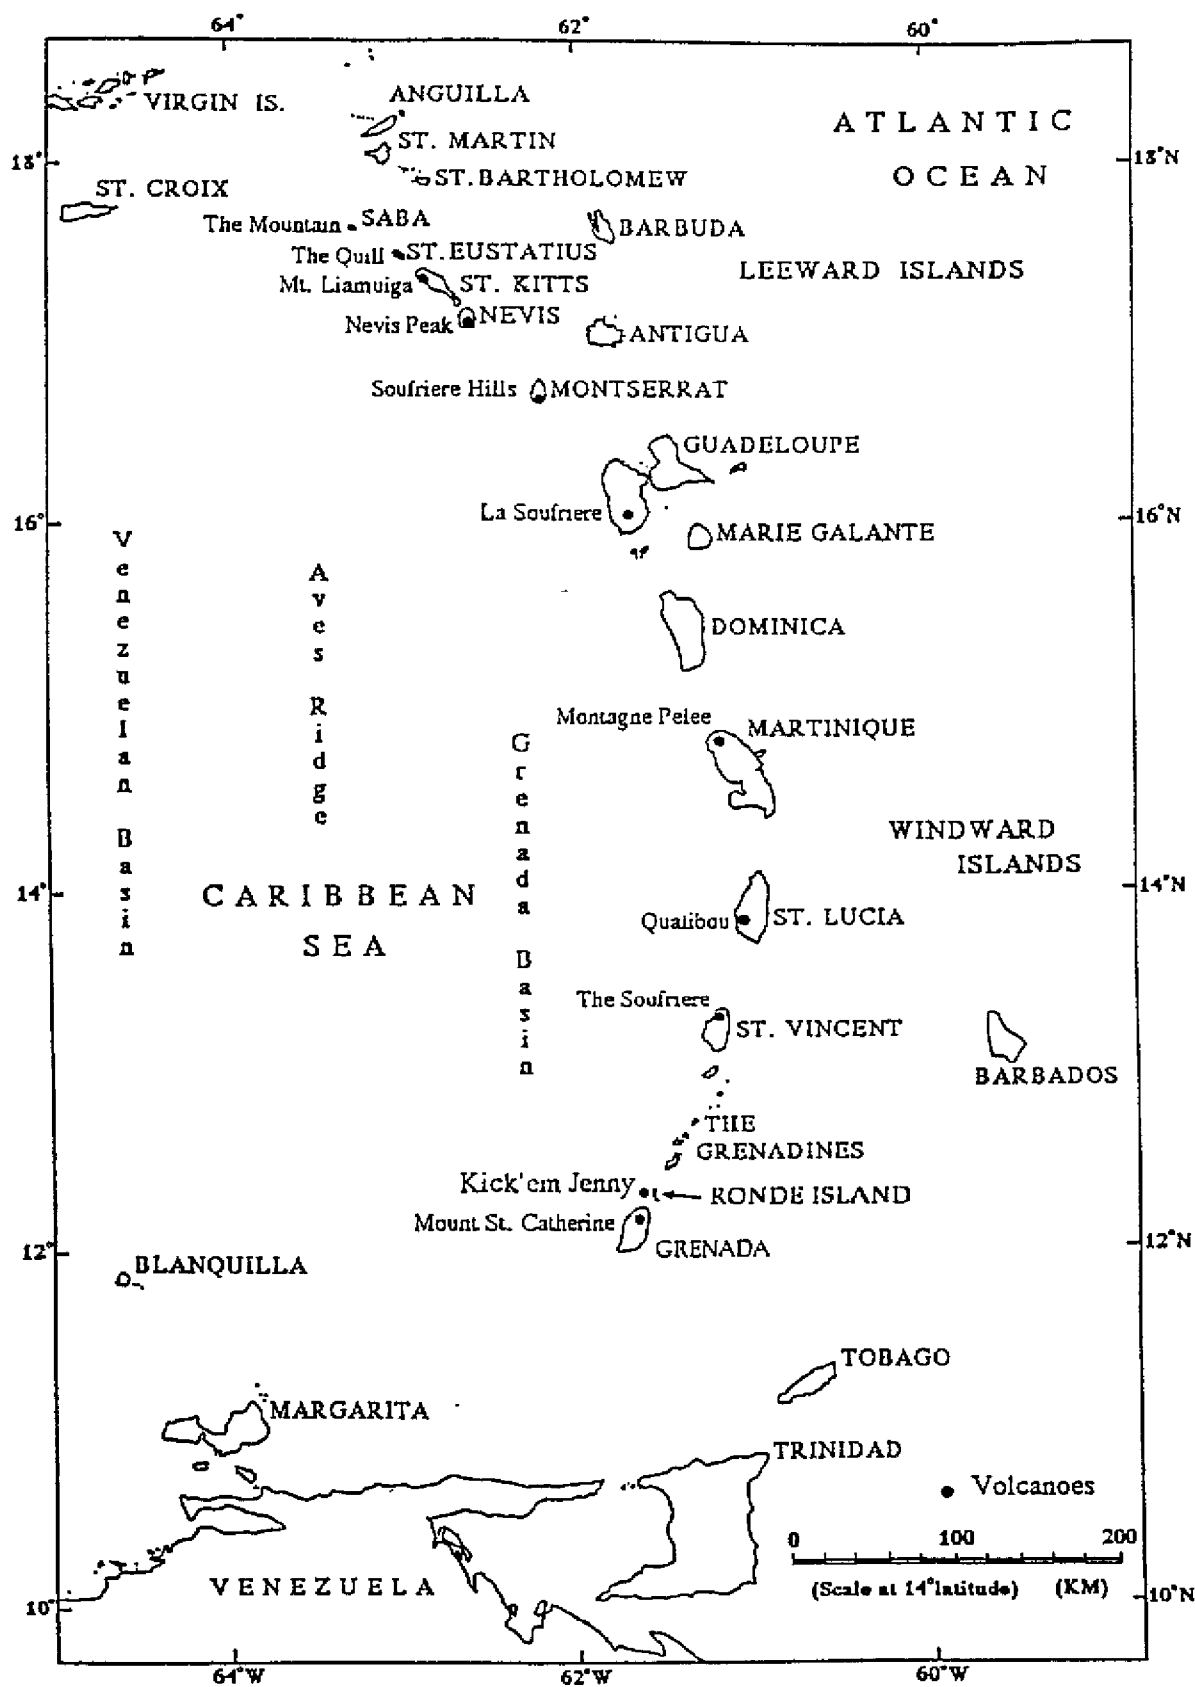 64° 62° 60°
VIRGIN IS.
ANGUILLA
ATLANTIC
OCEAN
ST. MARTIN
18° 18°N
ST. BARTHOLOMEW
ST. CROIX
The Mountain SABA
BARBUDA
The Quill ST. EUSTATIUS
LEEWARD ISLANDS
Mt. Liamuiga ST. KITTS
Nevis Peak NEVIS
ANTIGUA
Soufriere Hills MONTSERRAT
GUADELOUPE
La Soufriere
16° 16°N
MARIE GALANTE
Venezuelan Basin
Aves Ridge
DOMINICA
Montagne Pelee MARTINIQUE
Grenada Basin
WINDWARD
ISLANDS
14° 14°N
CARIBBEAN
SEA
Qualibou ST. LUCIA
The Soufriere
ST. VINCENT
BARBADOS
THE
GRENADINES
Kick'em Jenny RONDE ISLAND
Mount St. Catherine
GRENADA
12° 12°N
BLANQUILLA
TOBAGO
MARGARITA
TRINIDAD
Volcanoes
0 100 200
(Scale at 14° latitude) (KM)
VENEZUELA
10° 10°N
64°W 62°W 60°W